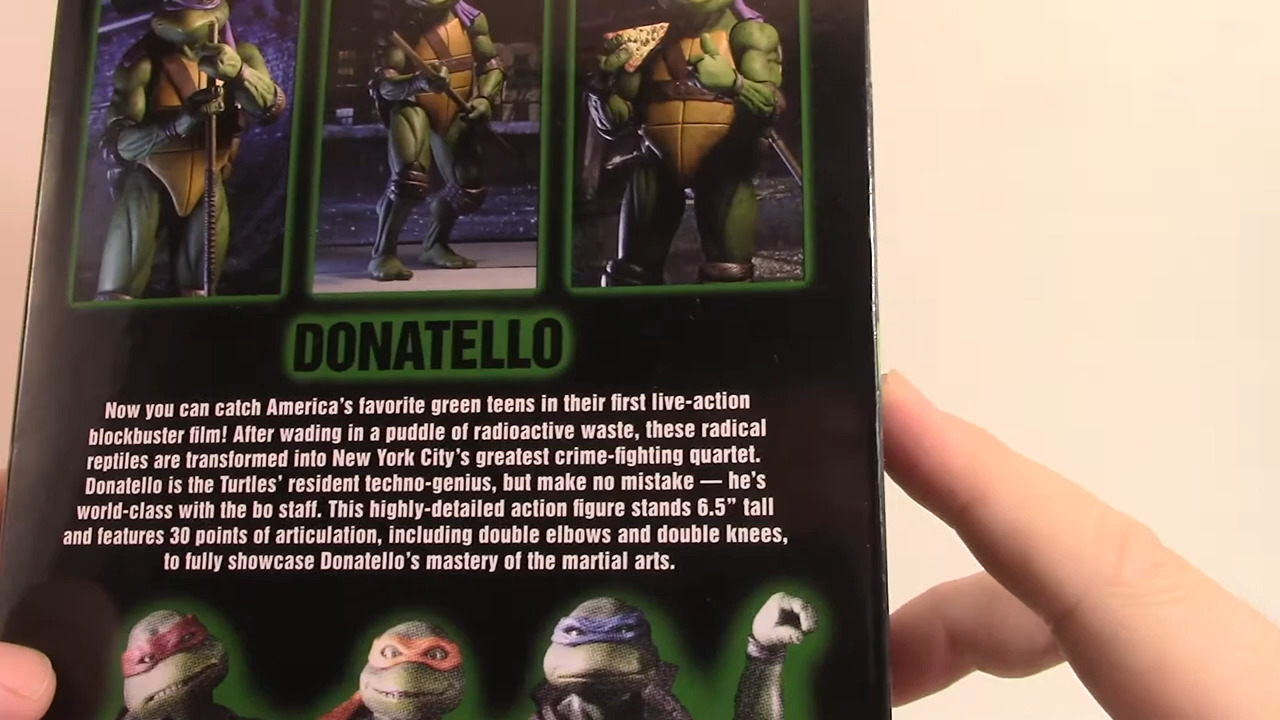 DONATELLO
Now you can catch America's favorite green teens in their first live-action
blockbuster film! After wading in a puddle of radioactive waste, these radical
reptiles are transformed into New York City's greatest crime-fighting quartet.
Donatello is the Turtles' resident techno-genius, but make no mistake — he's
world-class with the bo staff. This highly-detailed action figure stands 6.5” tall
and features 30 points of articulation, including double elbows and double knees,
to fully showcase Donatello's mastery of the martial arts.